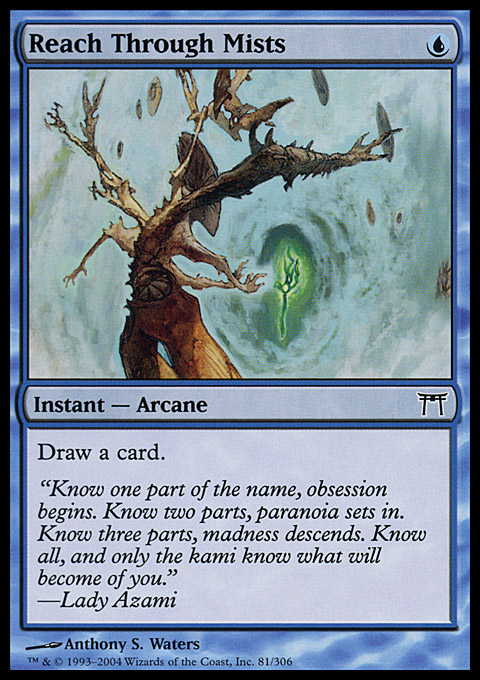 Reach Through Mists
Instant — Arcane
Draw a card.
“Know one part of the name, obsession
begins. Know two parts, paranoia sets in.
Know three parts, madness descends. Know
all, and only the kami know what will
become of you.”
—Lady Azami
Anthony S. Waters
™ & © 1993–2004 Wizards of the Coast, Inc. 81/306